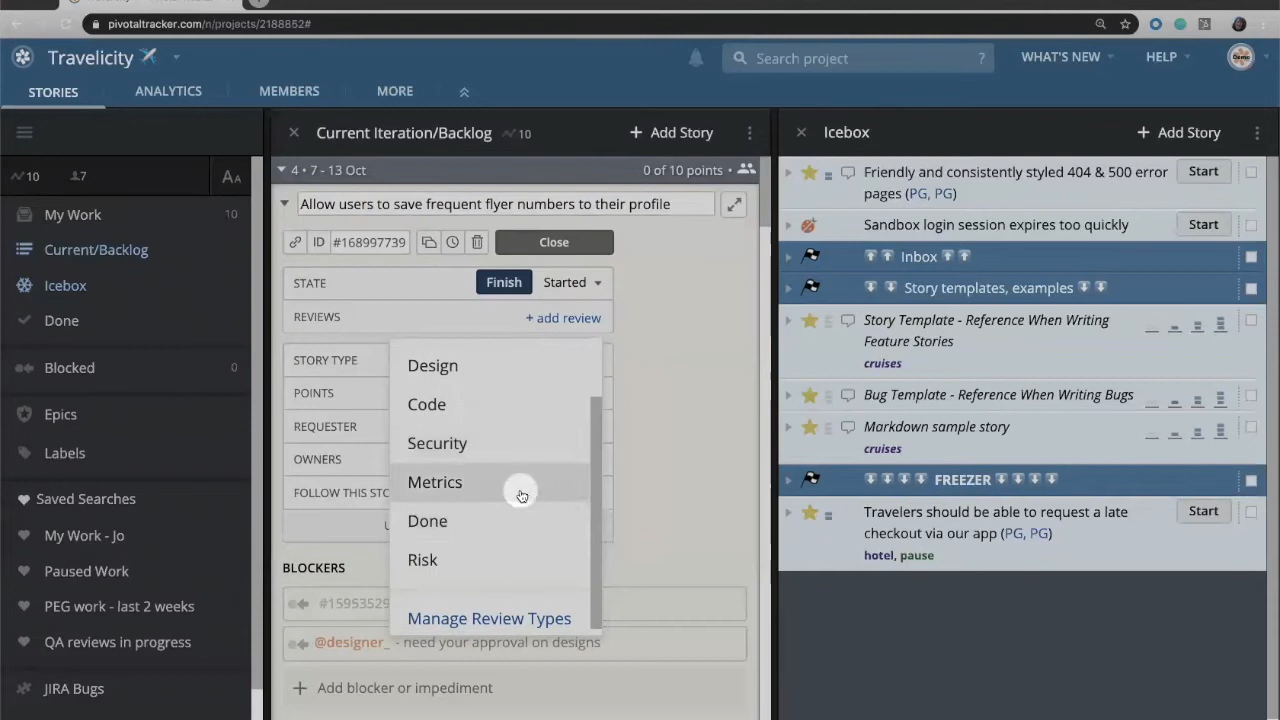 pivotaltracker.com/n/projects/2188852#
Travelicity
Search project
?
WHAT'S NEW
HELP
STORIES
ANALYTICS
MEMBERS
MORE
10
7
AA
My Work
10
Current/Backlog
Icebox
Done
Blocked
0
Epics
Labels
Saved Searches
My Work - Jo
Paused Work
PEG work - last 2 weeks
QA reviews in progress
JIRA Bugs
Current Iteration/Backlog
10
+ Add Story
4 • 7 - 13 Oct
0 of 10 points •
Allow users to save frequent flyer numbers to their profile
ID
#168997739
Close
STATE
Finish
Started
REVIEWS
+ add review
STORY TYPE
POINTS
REQUESTER
OWNERS
FOLLOW THIS STO
U
Design
Code
Security
Metrics
Done
Risk
Manage Review Types
BLOCKERS
#15953529
@designer_ - need your approval on designs
+ Add blocker or impediment
Icebox
+ Add Story
Friendly and consistently styled 404 & 500 error
pages (PG, PG)
Start
Sandbox login session expires too quickly
Start
Inbox
Story templates, examples
Story Template - Reference When Writing
Feature Stories
cruises
Bug Template - Reference When Writing Bugs
Markdown sample story
cruises
FREEZER
Travelers should be able to request a late
checkout via our app (PG, PG)
Start
hotel, pause